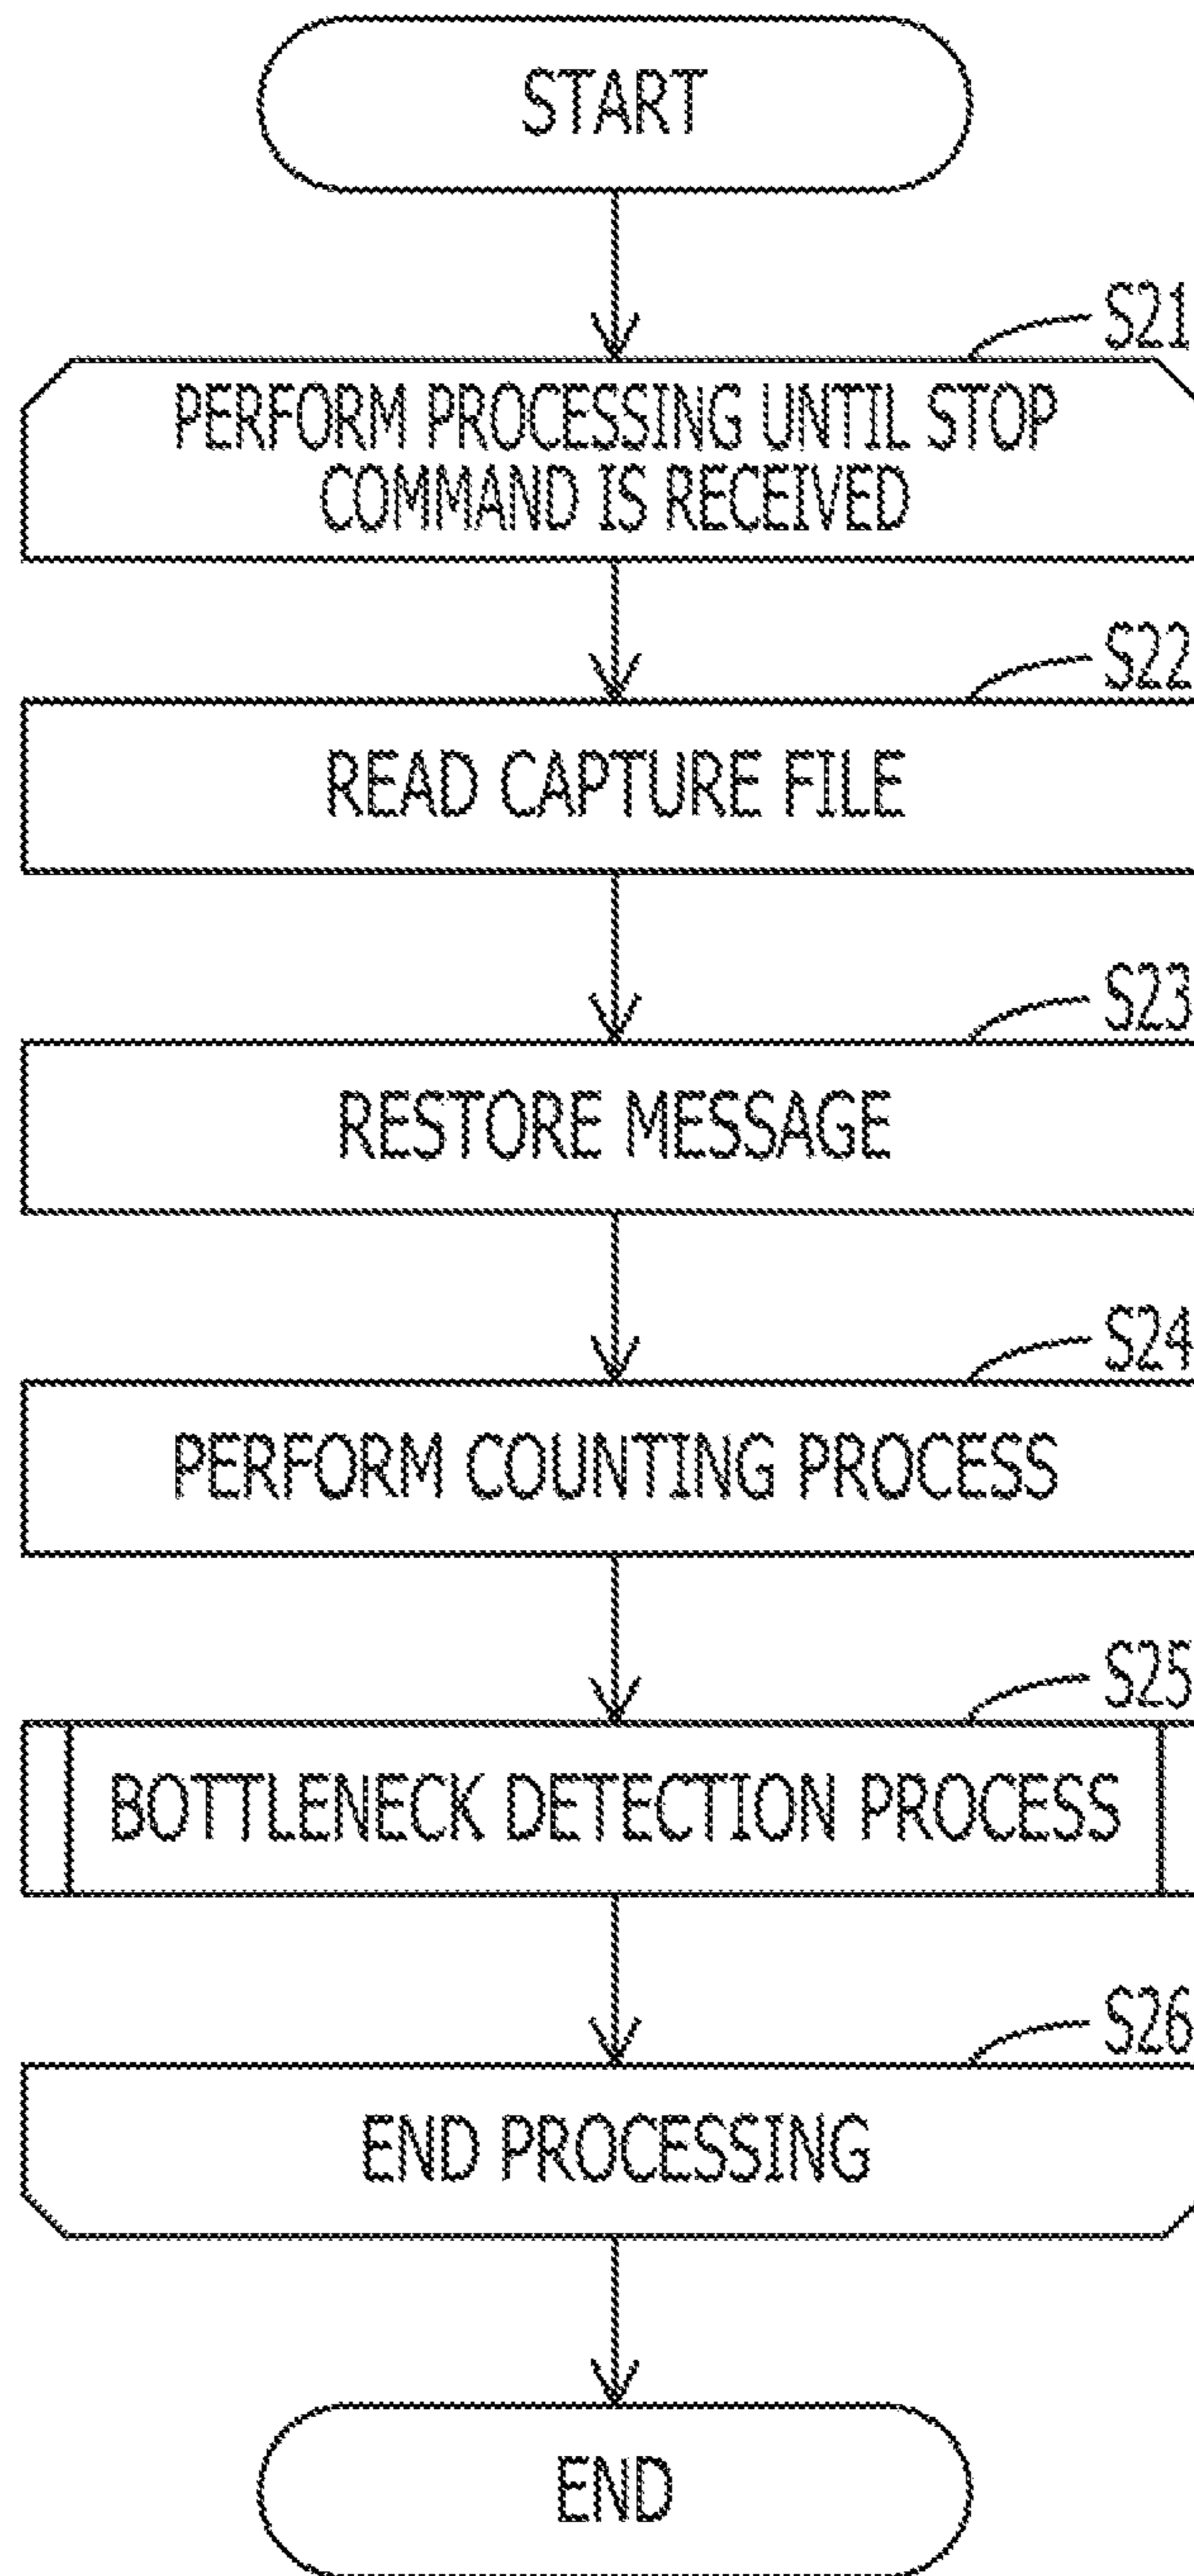 START
S21
PERFORM PROCESSING UNTIL STOP
COMMAND IS RECEIVED
S22
READ CAPTURE FILE
S23
RESTORE MESSAGE
S24
PERFORM COUNTING PROCESS
S25
BOTTLENECK DETECTION PROCESS
S26
END PROCESSING
END